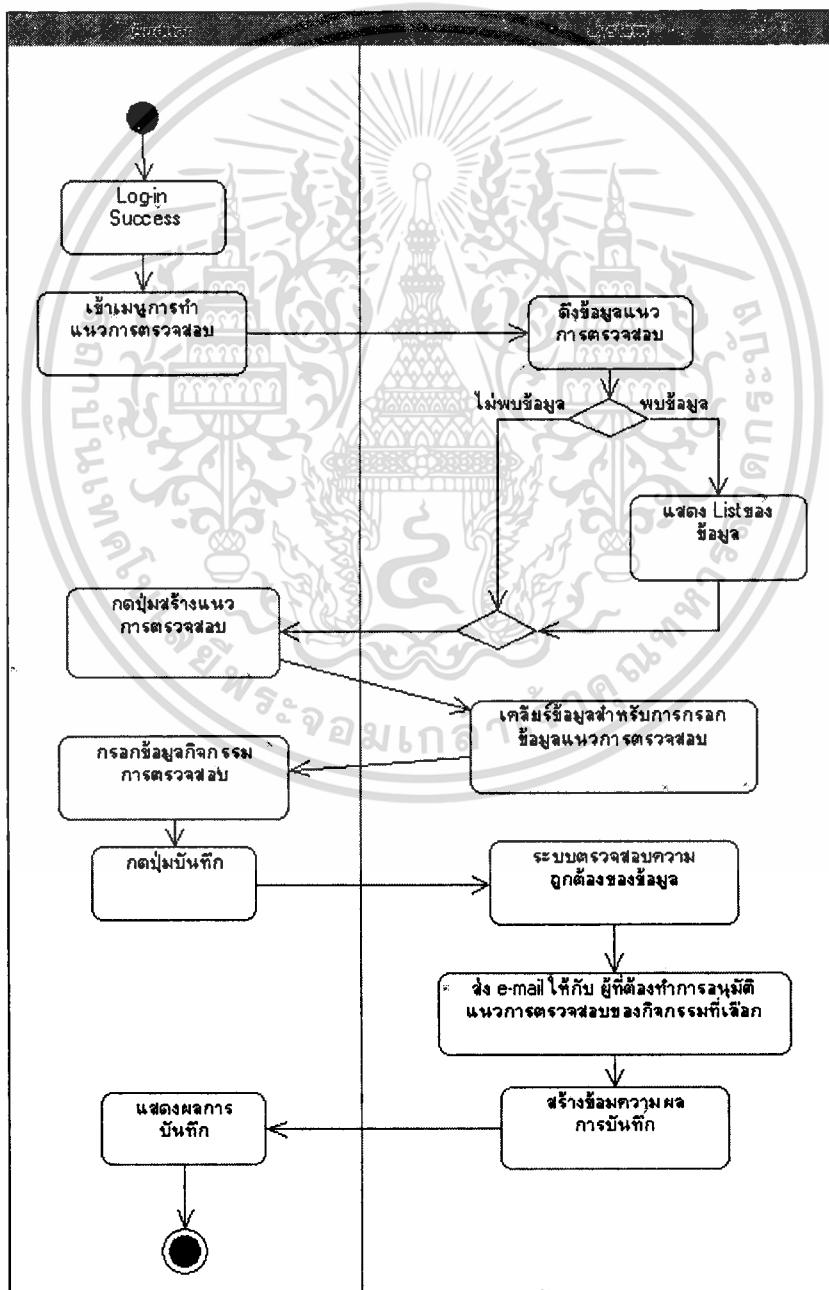 Log-in
Success
เข้าเมนูการทำ
แนวการตรวจสอบ
ดึงข้อมูลแนว
การตรวจสอบ
ไม่พบข้อมูล
พบข้อมูล
แสดง Listของ
ข้อมูล
กดปุ่มสร้างแนว
การตรวจสอบ
เคลียร์ข้อมูลสำหรับการกรอก
ข้อมูลแนวการตรวจสอบ
กรอกข้อมูลกิจกรรม
การตรวจสอบ
กดปุ่มบันทึก
ระบบตรวจสอบความ
ถูกต้องของข้อมูล
ส่ง e-mail ให้กับ ผู้ที่ต้องทำการอนุมัติ
แนวการตรวจสอบของกิจกรรมที่เลือก
แสดงผลการ
บันทึก
สร้างข้อมความ ผล
การบันทึก